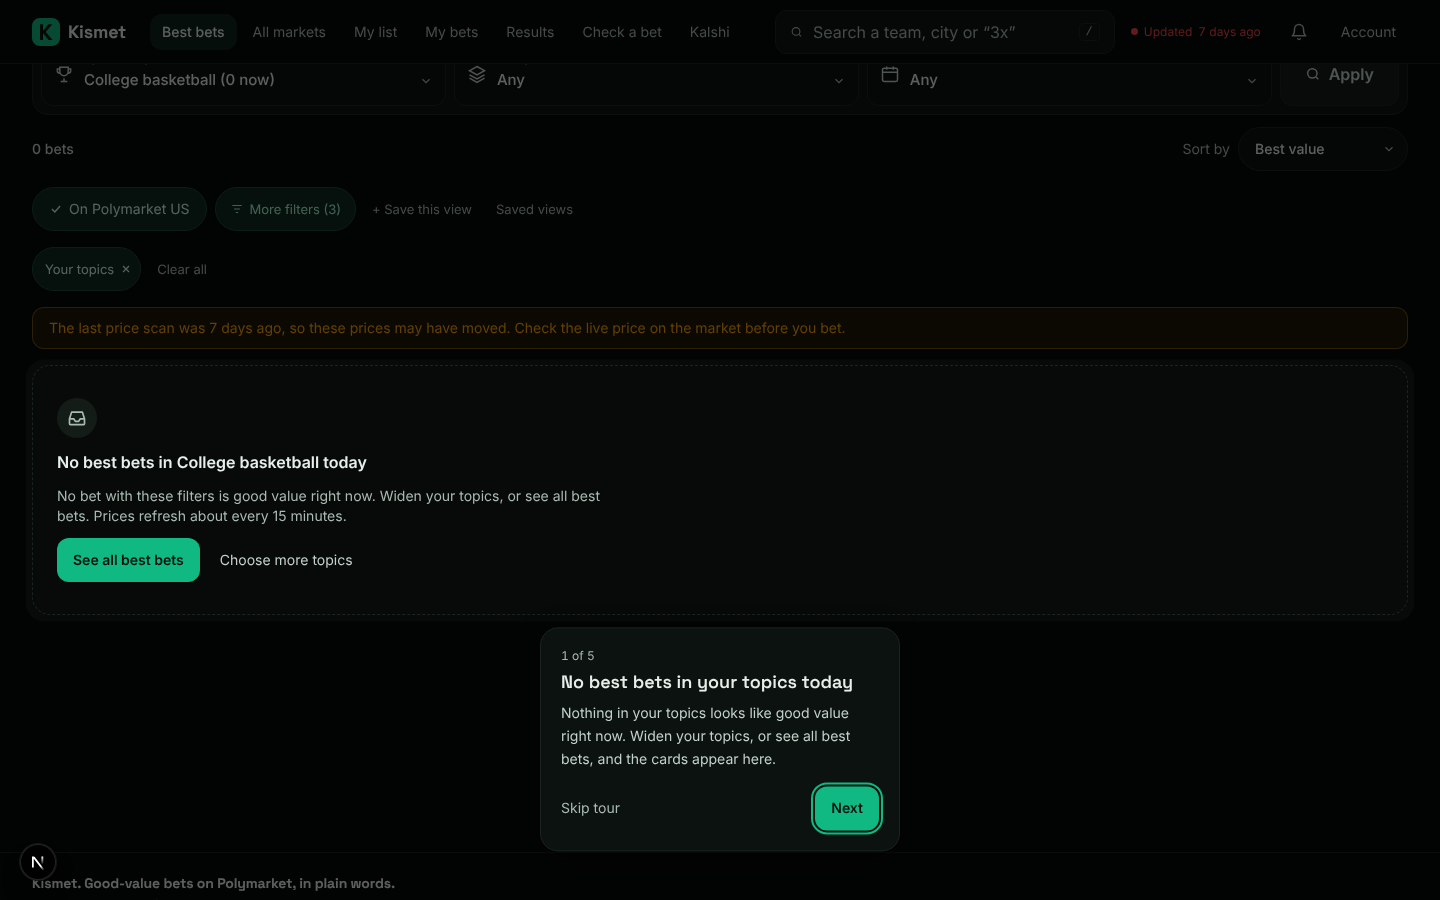 Kismet
Best bets
All markets
My list
My bets
Results
Check a bet
Kalshi
Search a team, city or “3x”
/
Updated 7 days ago
Account
College basketball (0 now)
Any
Any
Apply
0 bets
Sort by
Best value
On Polymarket US
More filters (3)
+ Save this view
Saved views
Your topics ×
Clear all
The last price scan was 7 days ago, so these prices may have moved. Check the live price on the market before you bet.
No best bets in College basketball today
No bet with these filters is good value right now. Widen your topics, or see all best
bets. Prices refresh about every 15 minutes.
See all best bets
Choose more topics
1 of 5
No best bets in your topics today
Nothing in your topics looks like good value
right now. Widen your topics, or see all best
bets, and the cards appear here.
Skip tour
Next
N
Kismet. Good-value bets on Polymarket, in plain words.